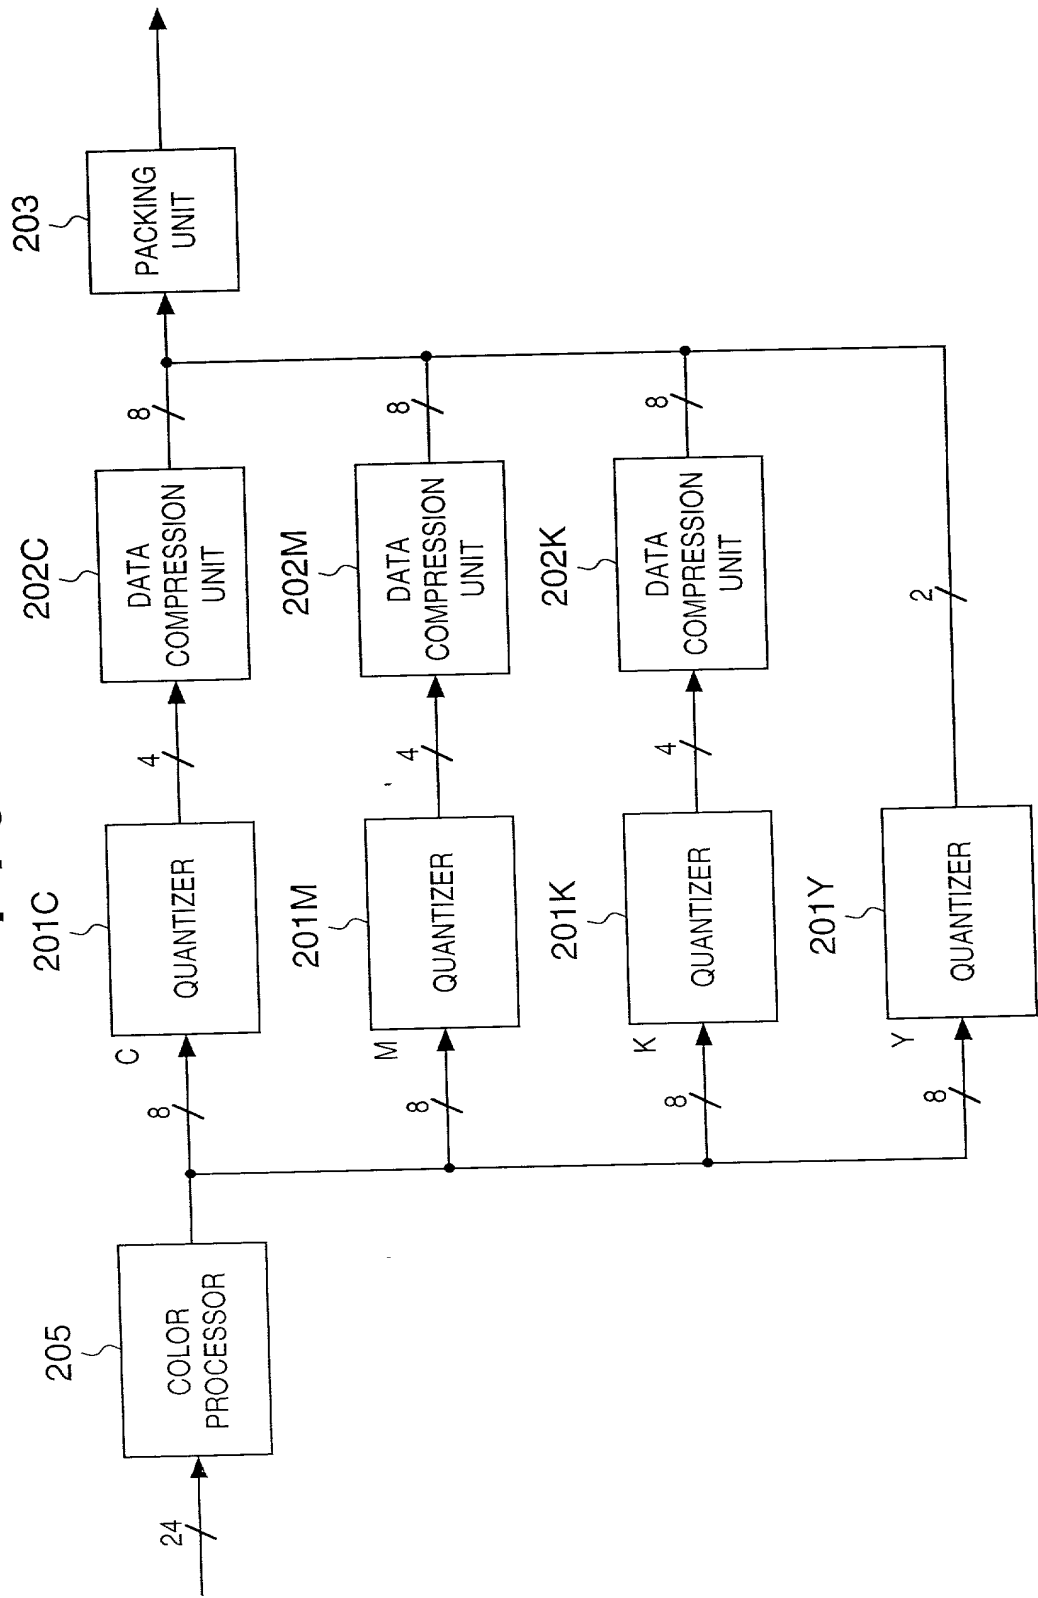 203
PACKING
UNIT
8
8
8
202C
DATA
COMPRESSION
UNIT
202M
DATA
COMPRESSION
UNIT
202K
DATA
COMPRESSION
UNIT
2
4
4
4
201C
QUANTIZER
201M
QUANTIZER
201K
QUANTIZER
201Y
QUANTIZER
C
M
K
Y
8
8
8
8
205
COLOR
PROCESSOR
24